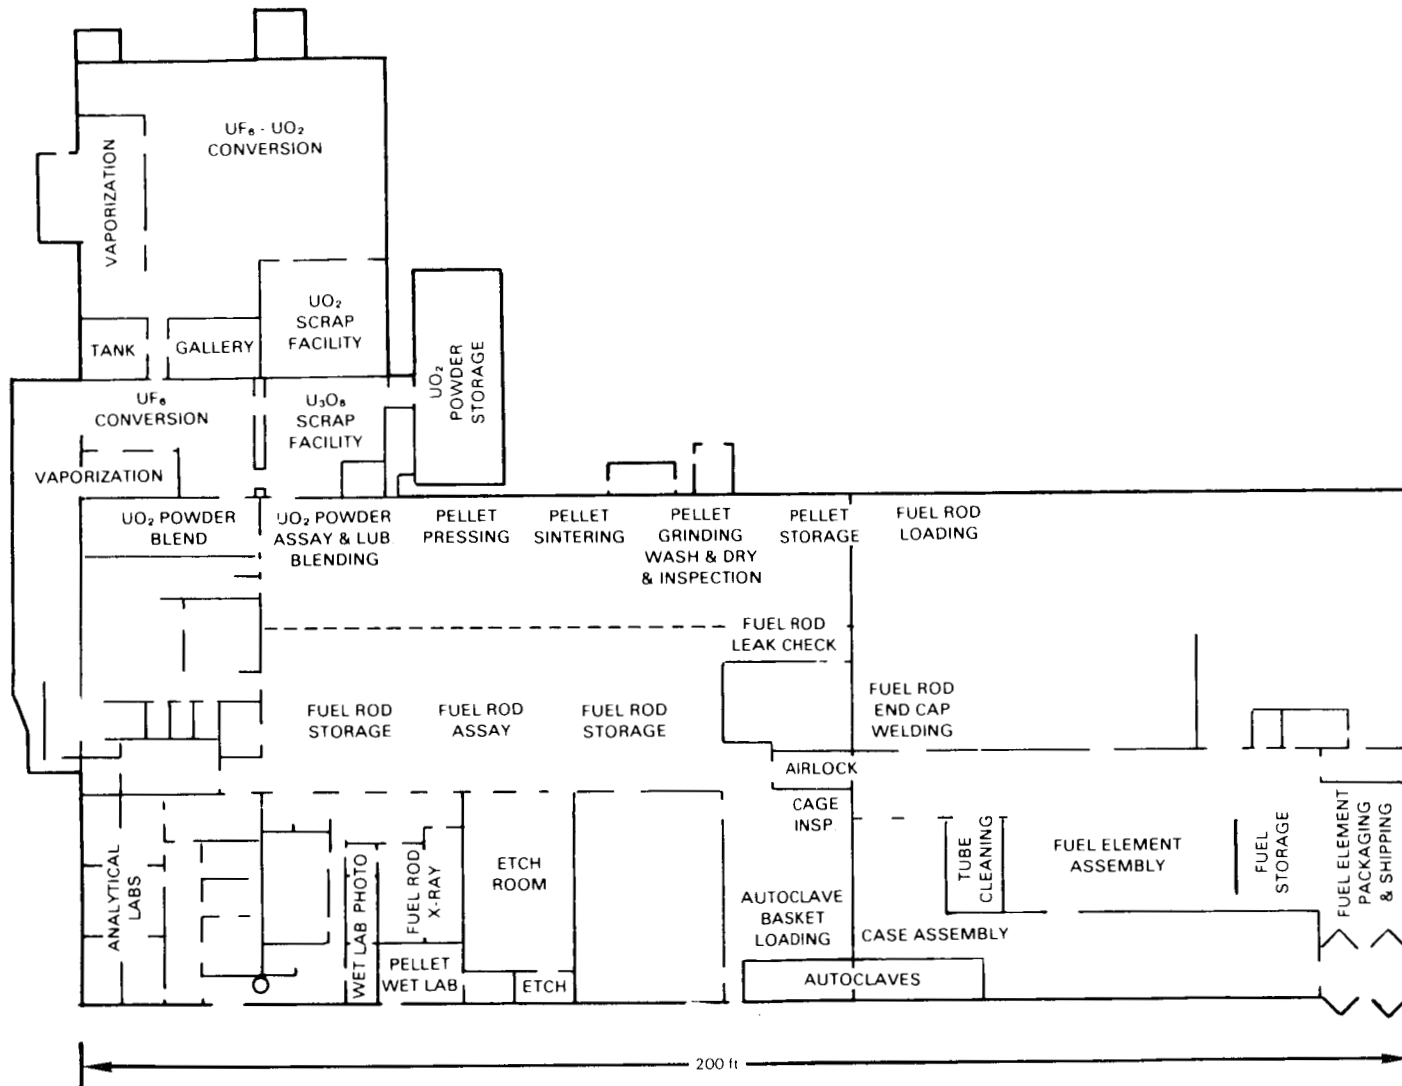 UF₆ - UO₂
CONVERSION
VAPORIZATION
UO₂
SCRAP
FACILITY
TANK
GALLERY
UO₂
POWDER
STORAGE
UF₆
CONVERSION
U₃O₈
SCRAP
FACILITY
VAPORIZATION
UO₂ POWDER
BLEND
UO₂ POWDER
ASSAY & LUB.
BLENDING
PELLET
PRESSING
PELLET
SINTERING
PELLET
GRINDING
WASH & DRY
& INSPECTION
PELLET
STORAGE
FUEL ROD
LOADING
FUEL ROD
LEAK CHECK
FUEL ROD
STORAGE
FUEL ROD
ASSAY
FUEL ROD
STORAGE
FUEL ROD
END CAP
WELDING
AIRLOCK
CAGE
INSP.
ANALYTICAL
LABS
WET LAB PHOTO
FUEL ROD
X-RAY
ETCH
ROOM
TUBE
CLEANING
FUEL ELEMENT
ASSEMBLY
FUEL
STORAGE
FUEL ELEMENT
PACKAGING
& SHIPPING
AUTOCLAVE
BASKET
LOADING
CASE ASSEMBLY
PELLET
WET LAB
ETCH
AUTOCLAVES
200 ft